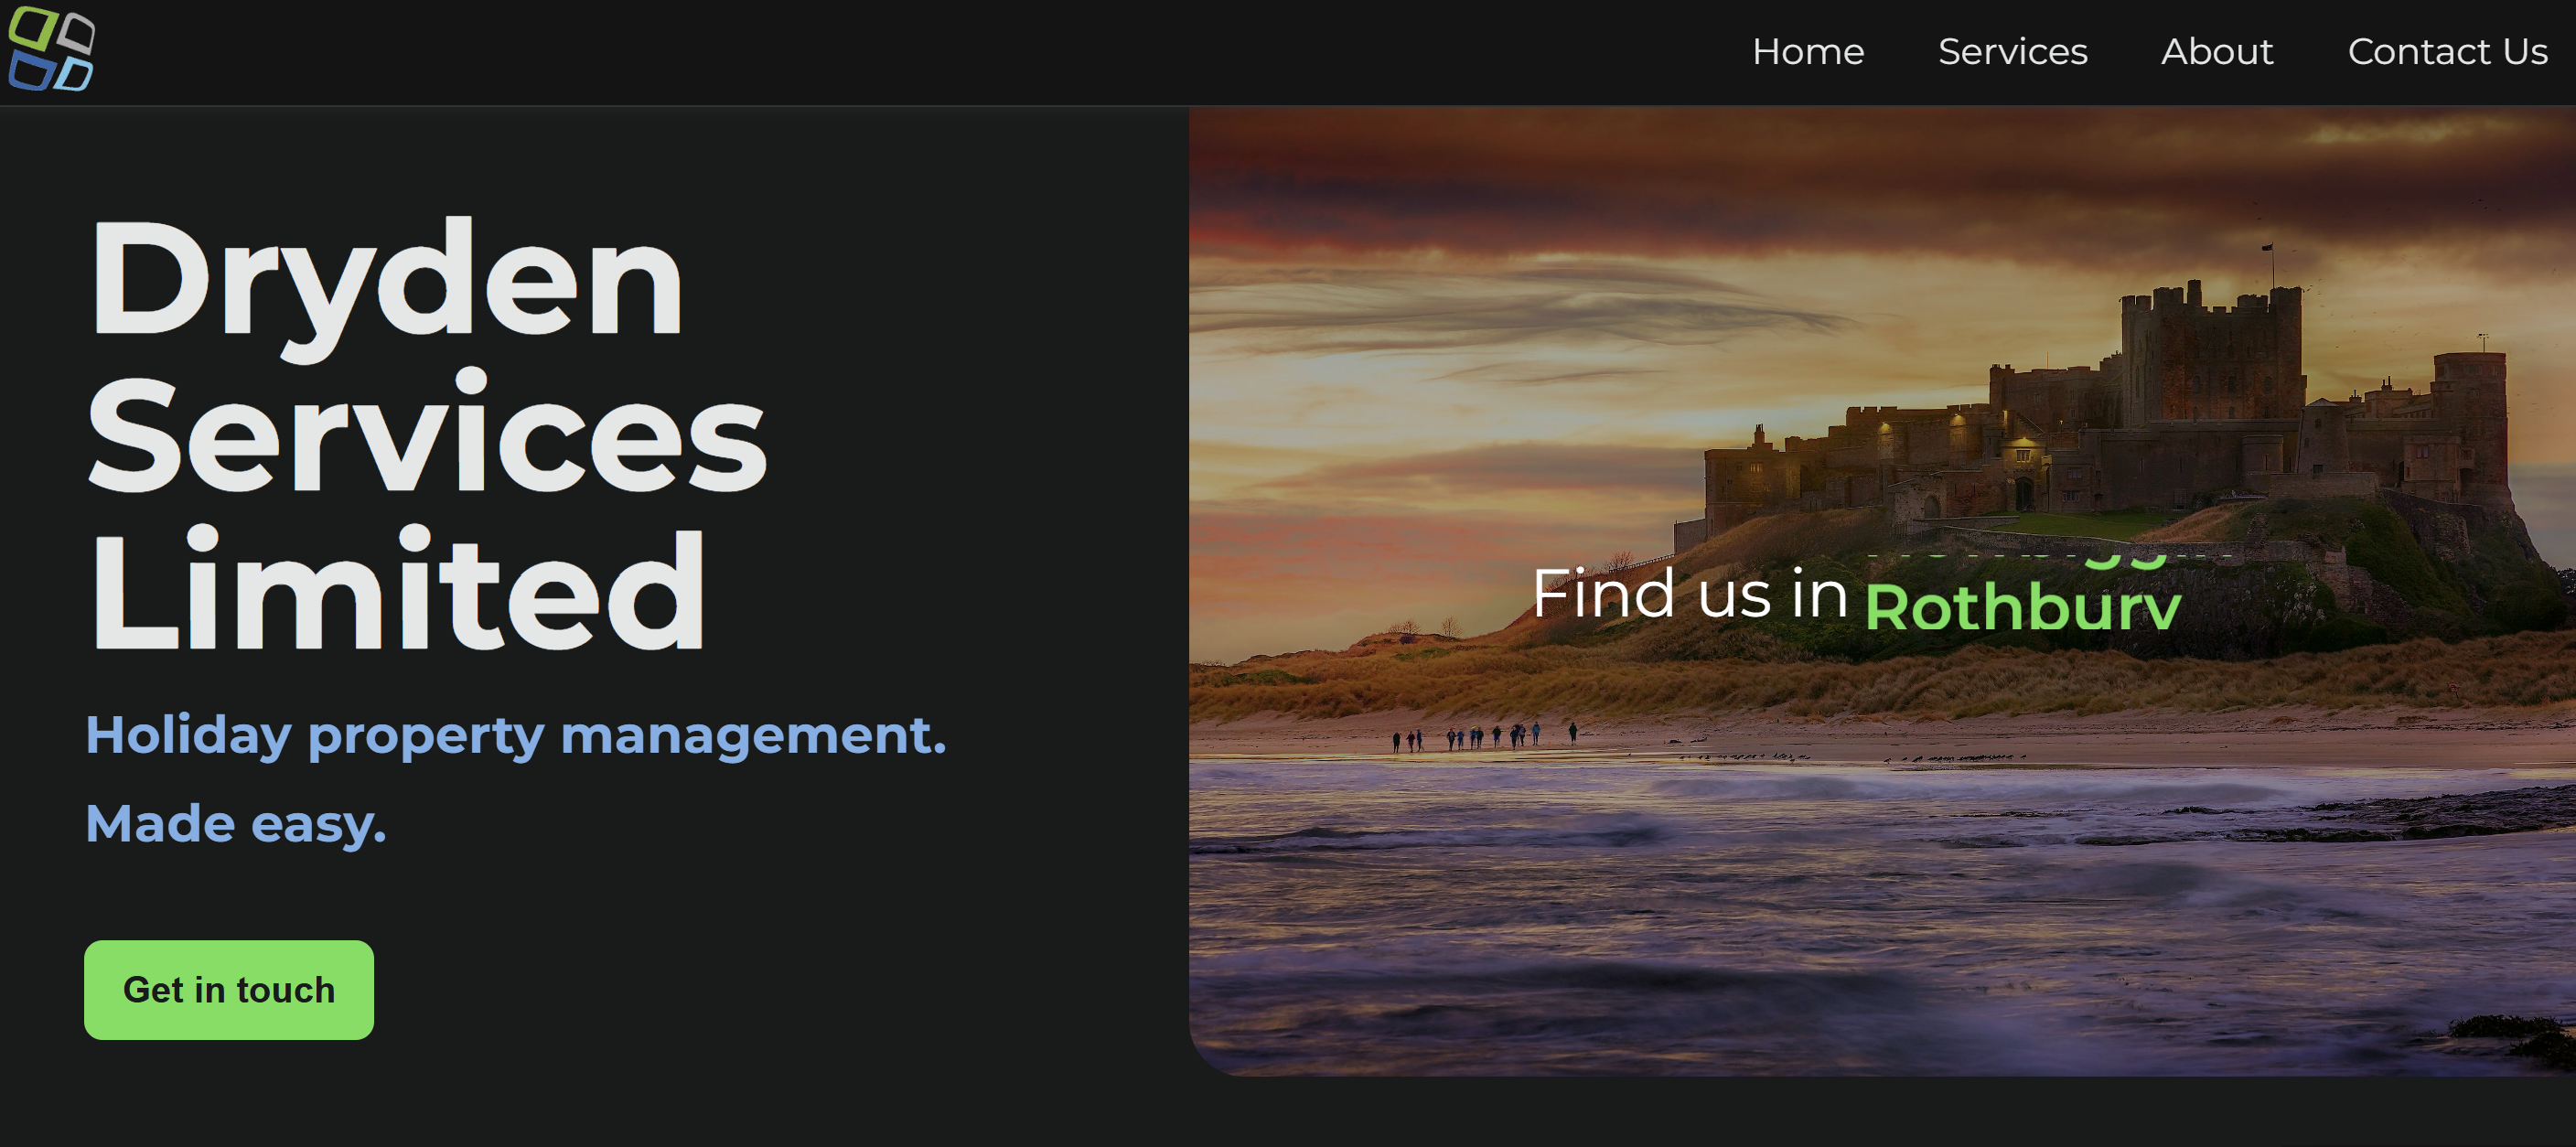 Home Services About Contact Us
Dryden
Services
Limited
Holiday property management.
Made easy.
Get in touch
Find us in Rothbury